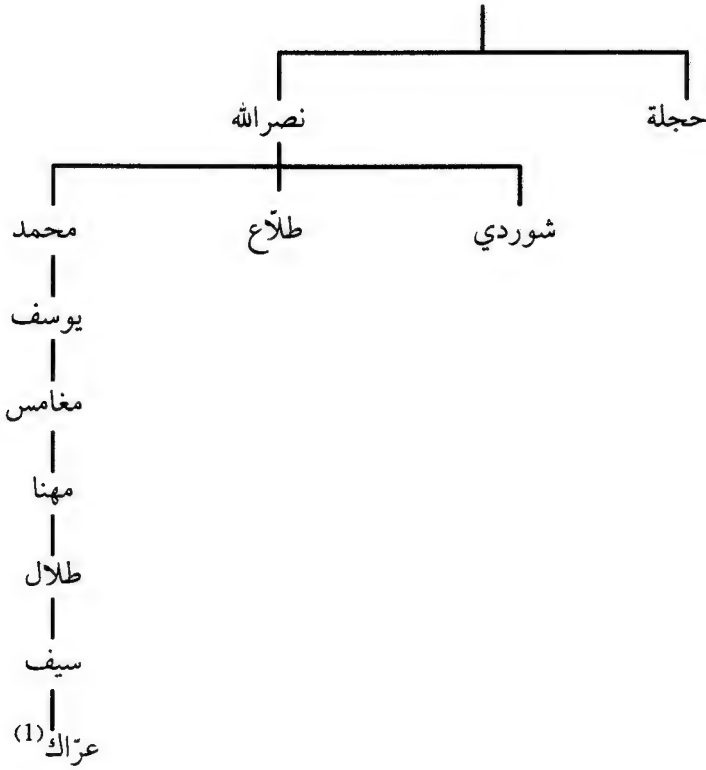 حجلة نصر الله
شوردي طلّاع محمد
يوسف
مغامس
مهنا
طلال
سيف
عرّاك (1)